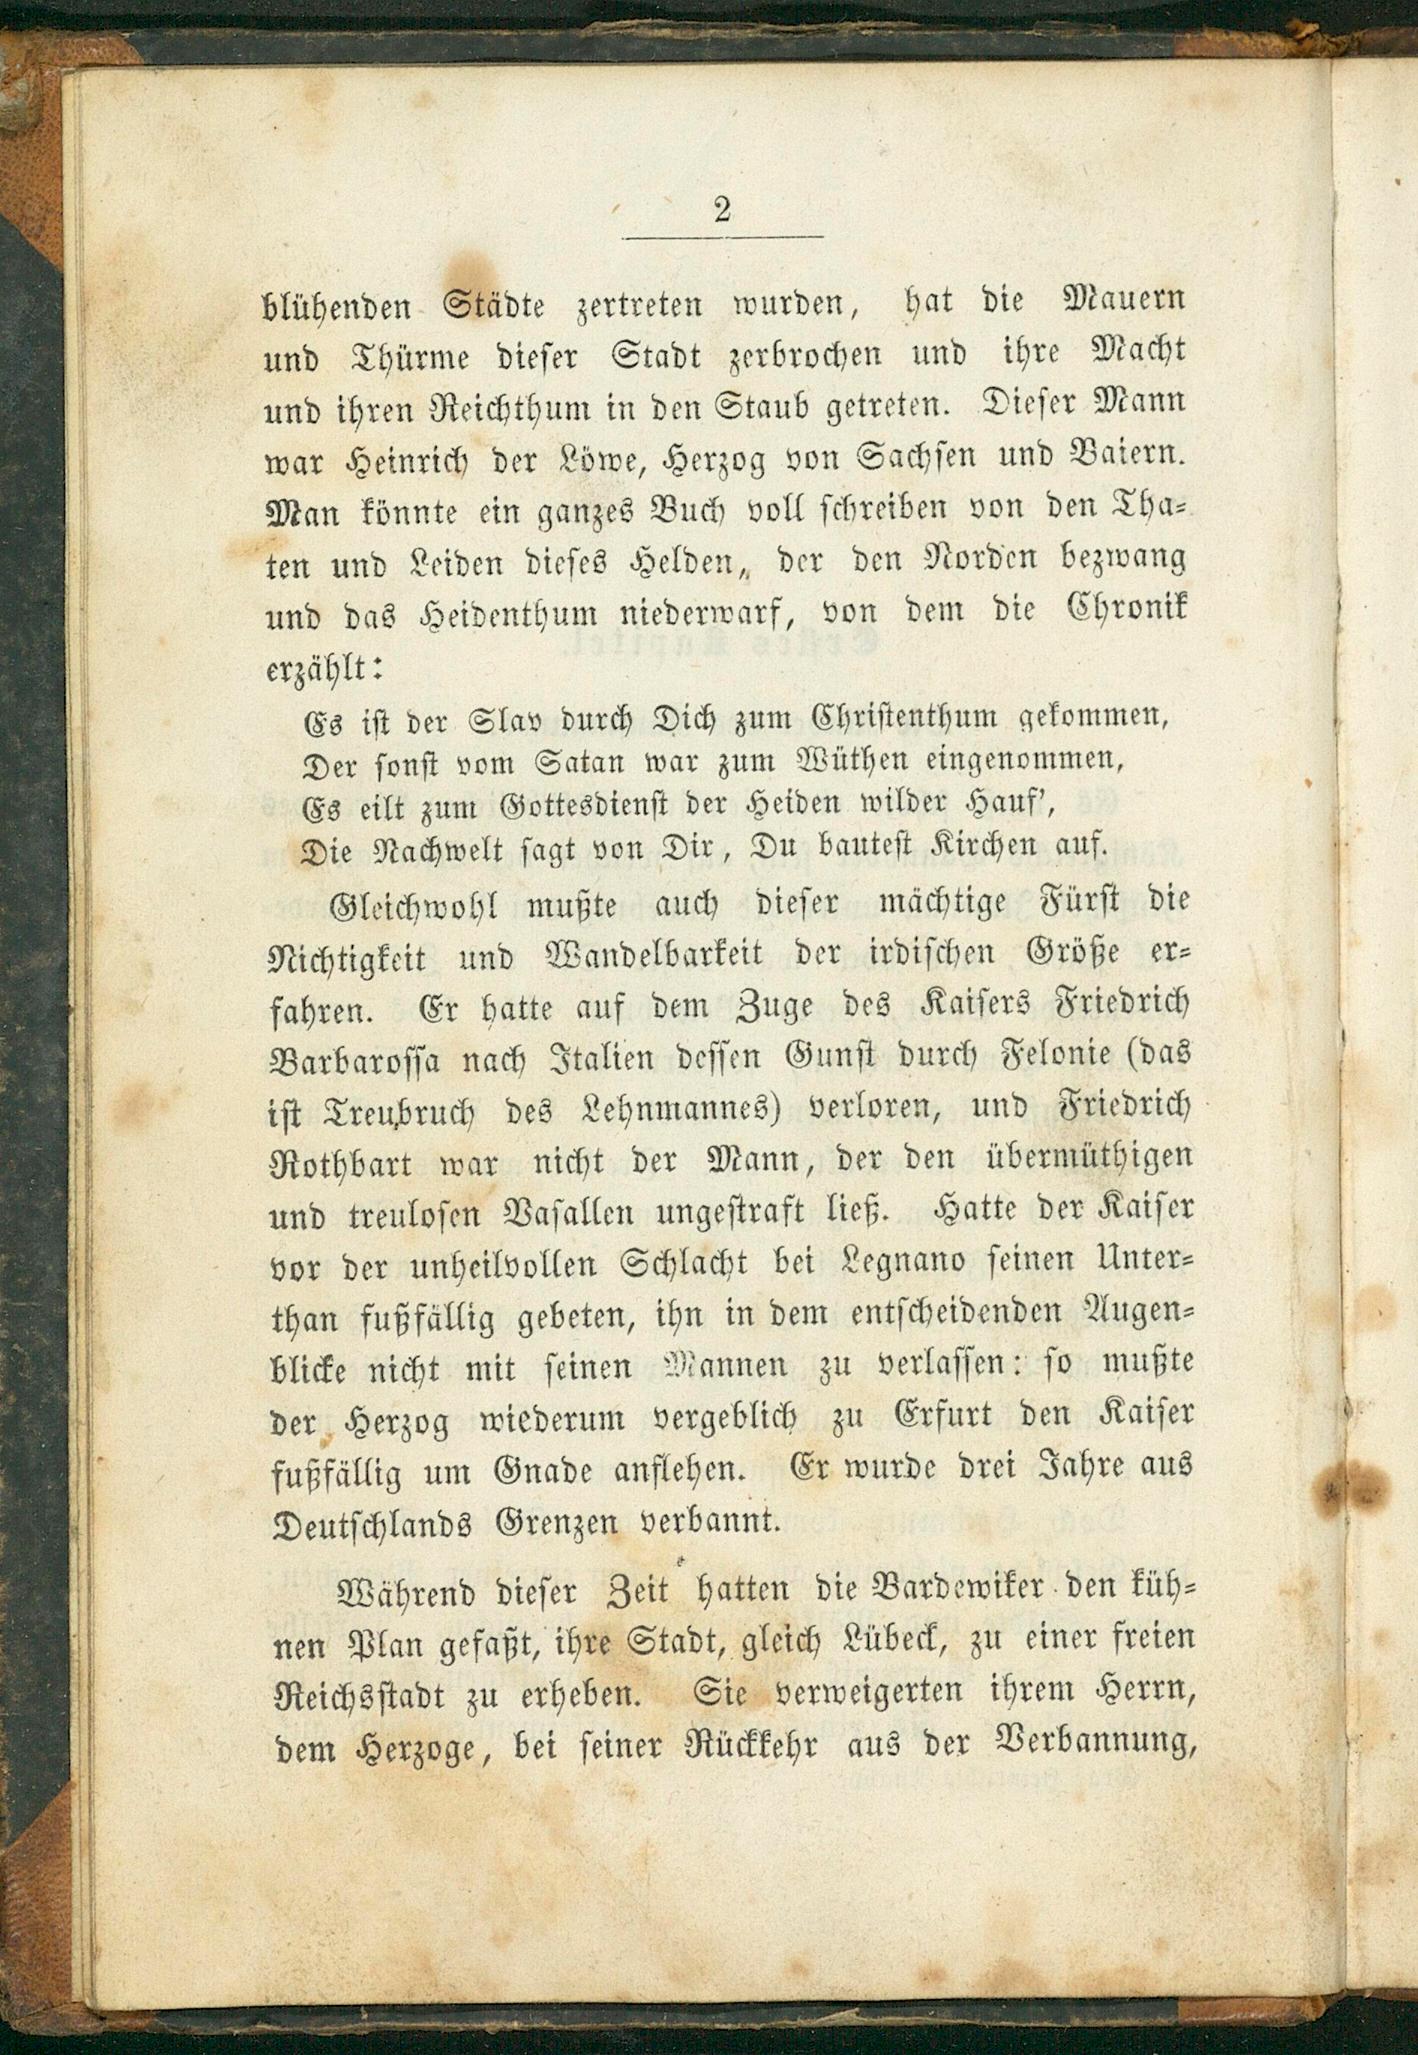 2
blühenden Städte zertreten wurden, hat die Mauern
und Thürme dieser Stadt zerbrochen und ihre Macht
und ihren Reichthum in den Staub getreten. Dieser Mann
war Heinrich der Löwe, Herzog von Sachsen und Baiern.
Man könnte ein ganzes Buch voll schreiben von den Tha-
ten und Leiden dieses Helden, der den Norden bezwang
und das Heidenthum niederwarf, von dem die Chronik
erzählt:
Es ist der Slav durch Dich zum Christenthum gekommen,
Der sonst vom Satan war zum Wüthen eingenommen,
Es eilt zum Gottesdienst der Heiden wilder Hauf',
Die Nachwelt sagt von Dir, Du bautest Kirchen auf.
Gleichwohl mußte auch dieser mächtige Fürst die
Nichtigkeit und Wandelbarkeit der irdischen Größe er-
fahren. Er hatte auf dem Zuge des Kaisers Friedrich
Barbarossa nach Italien dessen Gunst durch Felonie (das
ist Treubruch des Lehnmannes) verloren, und Friedrich
Rothbart war nicht der Mann, der den übermüthigen
und treulosen Vasallen ungestraft ließ. Hatte der Kaiser
vor der unheilvollen Schlacht bei Legnano seinen Unter-
than fußfällig gebeten, ihn in dem entscheidenden Augen-
blicke nicht mit seinen Mannen zu verlassen: so mußte
der Herzog wiederum vergeblich zu Erfurt den Kaiser
fußfällig um Gnade anflehen. Er wurde drei Jahre aus
Deutschlands Grenzen verbannt.
Während dieser Zeit hatten die Bardewiker den küh-
nen Plan gefaßt, ihre Stadt, gleich Lübeck, zu einer freien
Reichsstadt zu erheben. Sie verweigerten ihrem Herrn,
dem Herzoge, bei seiner Rückkehr aus der Verbannung,